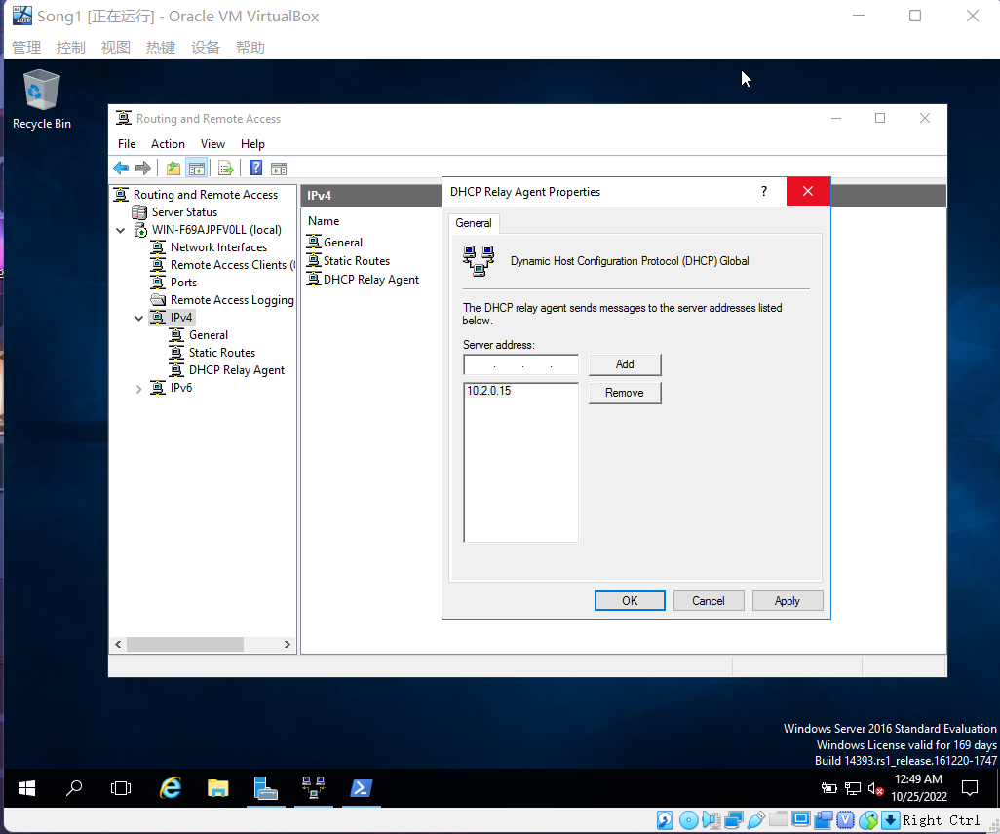 Song1 [正在运行] - Oracle VM VirtualBox
管理 控制 视图 热键 设备 帮助
Recycle Bin
Routing and Remote Access
File Action View Help
Routing and Remote Access
Server Status
WIN-F69AJPFV0LL (local)
Network Interfaces
Remote Access Clients (
Ports
Remote Access Logging
IPv4
General
Static Routes
DHCP Relay Agent
IPv6
IPv4
Name
General
Static Routes
DHCP Relay Agent
DHCP Relay Agent Properties
?
General
Dynamic Host Configuration Protocol (DHCP) Global
The DHCP relay agent sends messages to the server addresses listed
below.
Server address:
. . .
Add
10.2.0.15
Remove
OK Cancel Apply
Windows Server 2016 Standard Evaluation
Windows License valid for 169 days
Build 14393.rs1_release.161220-1747
12:49 AM
10/25/2022
Right Ctrl